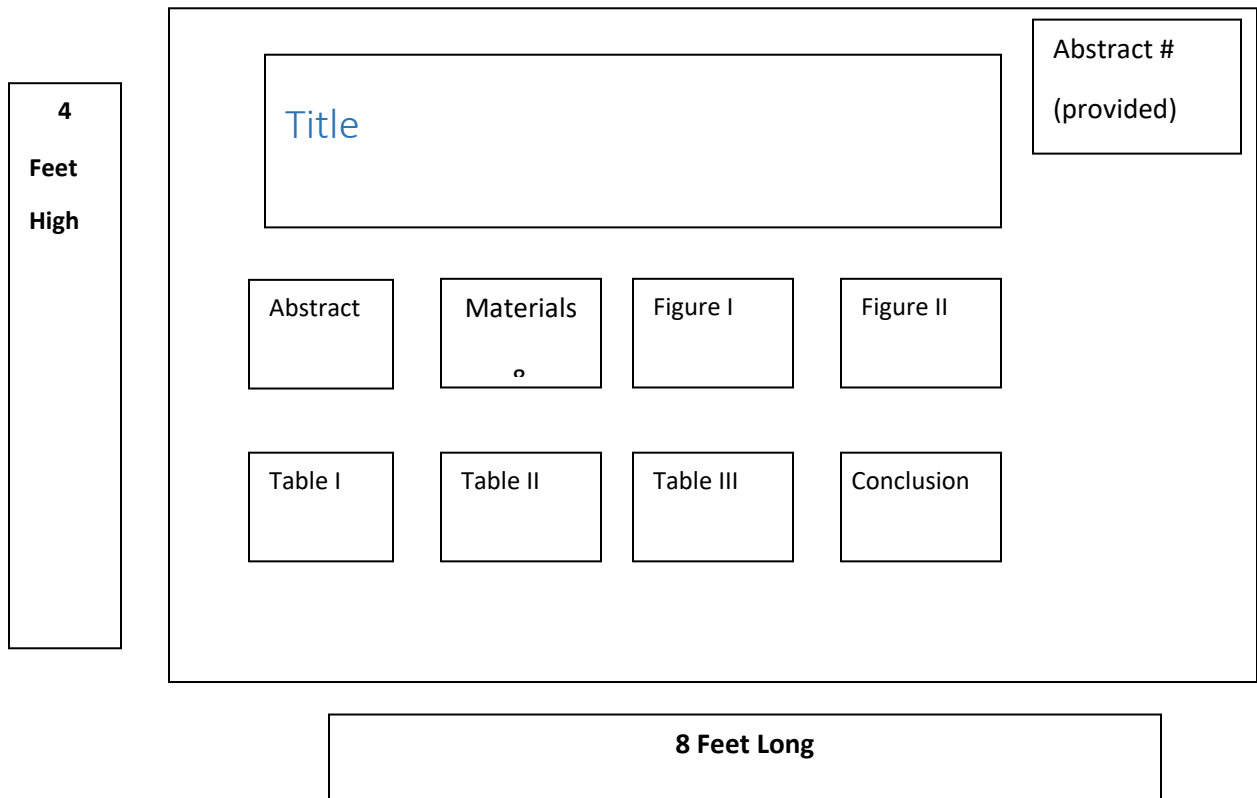 Abstract #
(provided)
4
Feet
High
Title
Abstract
Materials
Figure I
Figure II
Table I
Table II
Table III
Conclusion
8 Feet Long